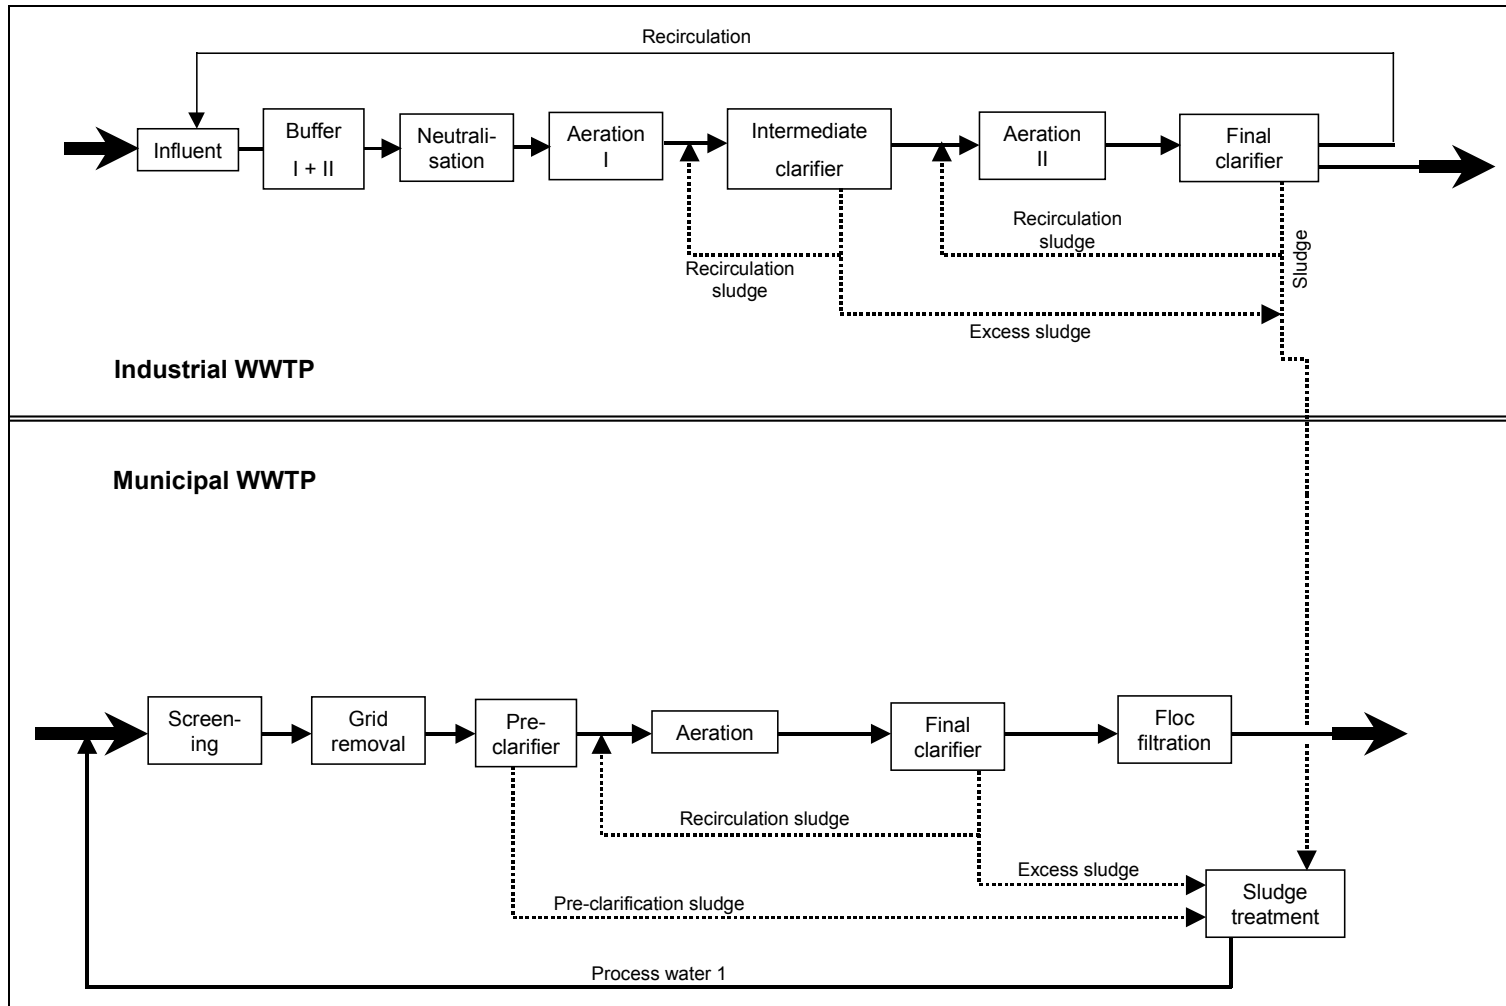 Recirculation
Influent
Buffer
I + II
Neutrali-
sation
Aeration
I
Intermediate
clarifier
Aeration
II
Final
clarifier
Recirculation
sludge
Recirculation
sludge
Sludge
Excess sludge
Industrial WWTP
Municipal WWTP
Screen-
ing
Grid
removal
Pre-
clarifier
Aeration
Final
clarifier
Floc
filtration
Recirculation sludge
Excess sludge
Pre-clarification sludge
Sludge
treatment
Process water 1